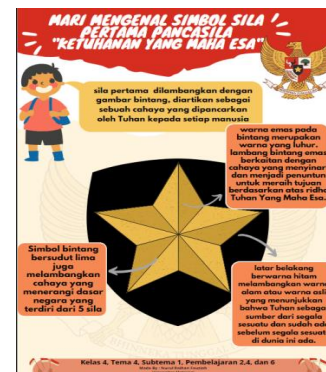 MARI MENGENAL SIMBOL SILA
PERTAMA PANCASILA
"KETUHANAN YANG MAHA ESA"
sila pertama dilambangkan dengan
gambar bintang, diartikan sebagai
sebuah cahaya yang dipancarkan
oleh Tuhan kepada setiap manusia
warna emas pada
bintang merupakan
warna yang luhur.
lambang bintang emas
berkaitan dengan
cahaya yang menyinari
dan menjadi penuntun
untuk meraih tujuan
berdasarkan atas ridho
Tuhan Yang Maha Esa.
Simbol bintang
bersudut lima
juga
melambangkan
cahaya yang
menerangi dasar
negara yang
terdiri dari 5 sila
latar belakang
berwarna hitam
melambangkan warna
alam atau warna asli
yang menunjukkan
bahwa Tuhan sebagai
sumber dari segala
sesuatu dan sudah ada
sebelum segala sesuatu
di dunia ini ada.
Kelas 4, Tema 4, Subtema 1, Pembelajaran 2,4, dan 6